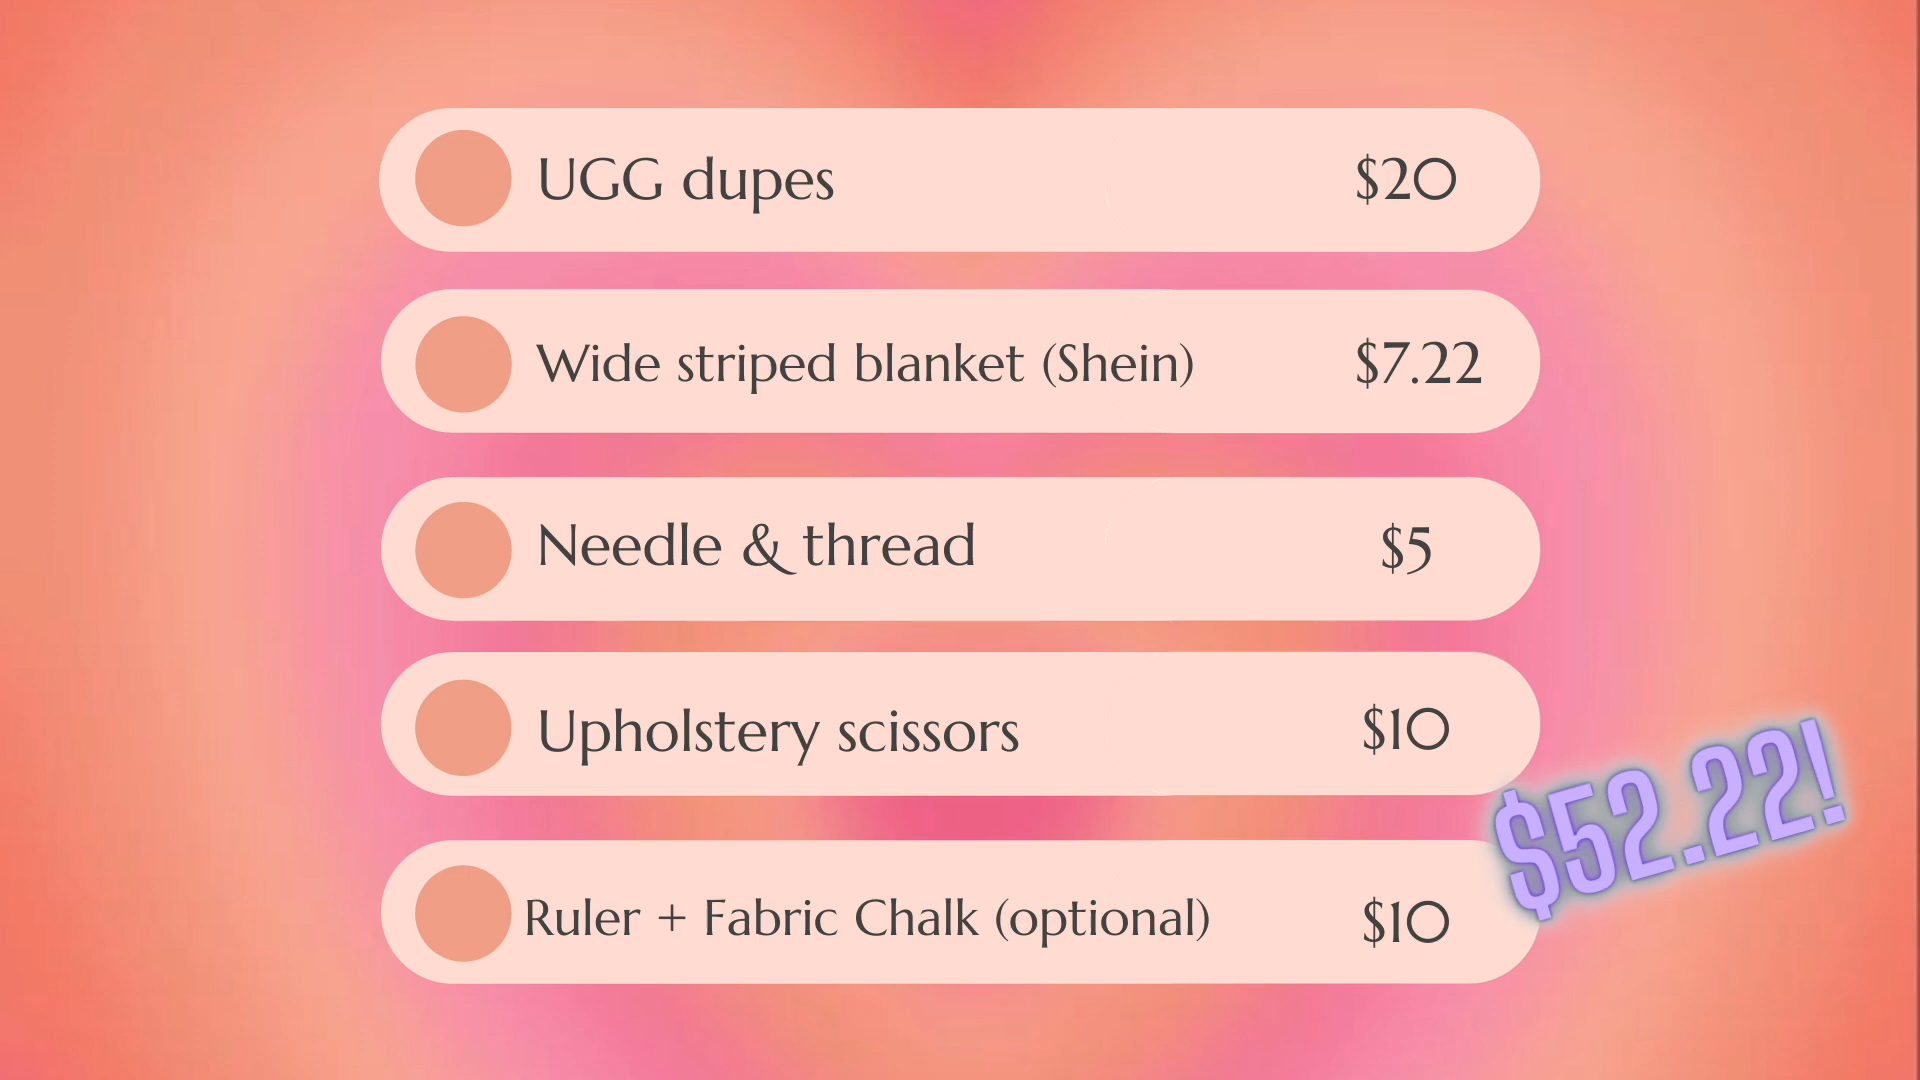 UGG dupes $20
Wide striped blanket (Shein) $7.22
Needle & thread $5
Upholstery scissors $10
$52.22!
Ruler + Fabric Chalk (optional) $10